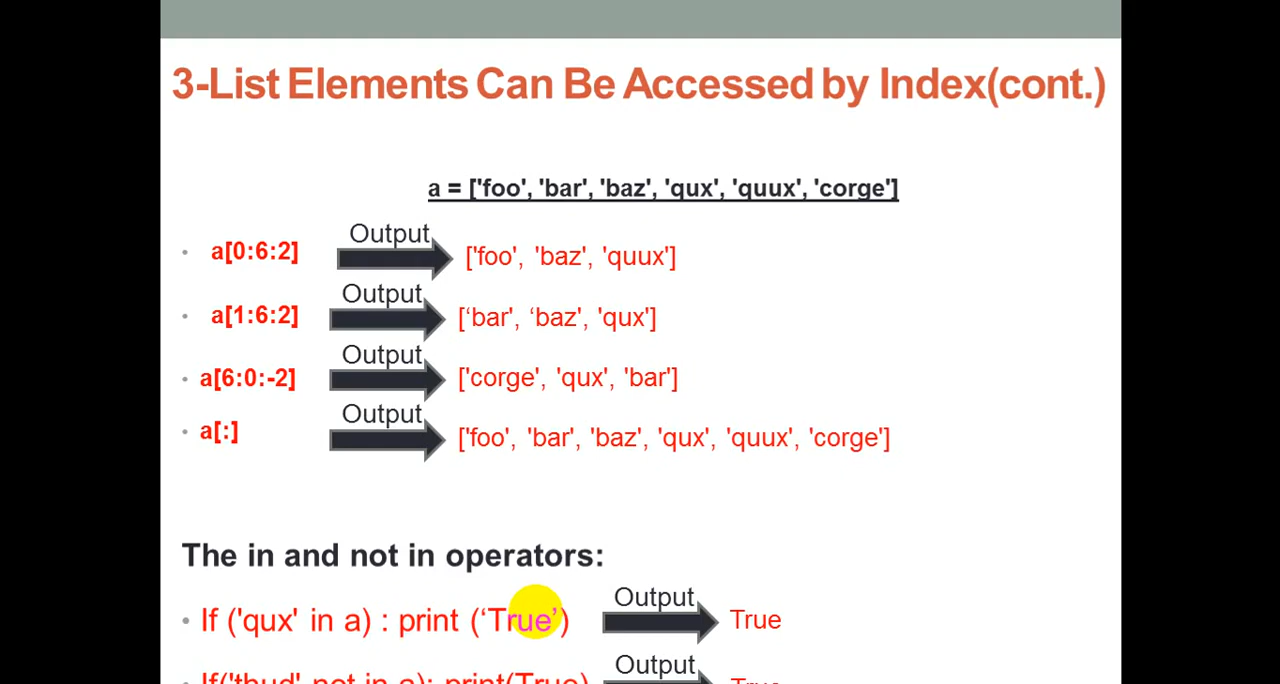 3-List Elements Can Be Accessed by Index(cont.)
a = ['foo', 'bar', 'baz', 'qux', 'quux', 'corge']
• a[0:6:2] Output ['foo', 'baz', 'quux']
• a[1:6:2] Output [‘bar', ‘baz', 'qux']
• a[6:0:-2] Output ['corge', 'qux', 'bar']
• a[:] Output ['foo', 'bar', 'baz', 'qux', 'quux', 'corge']
The in and not in operators:
• If ('qux' in a) : print (‘True’) Output True
If('thud' not in a): print(True) Output True